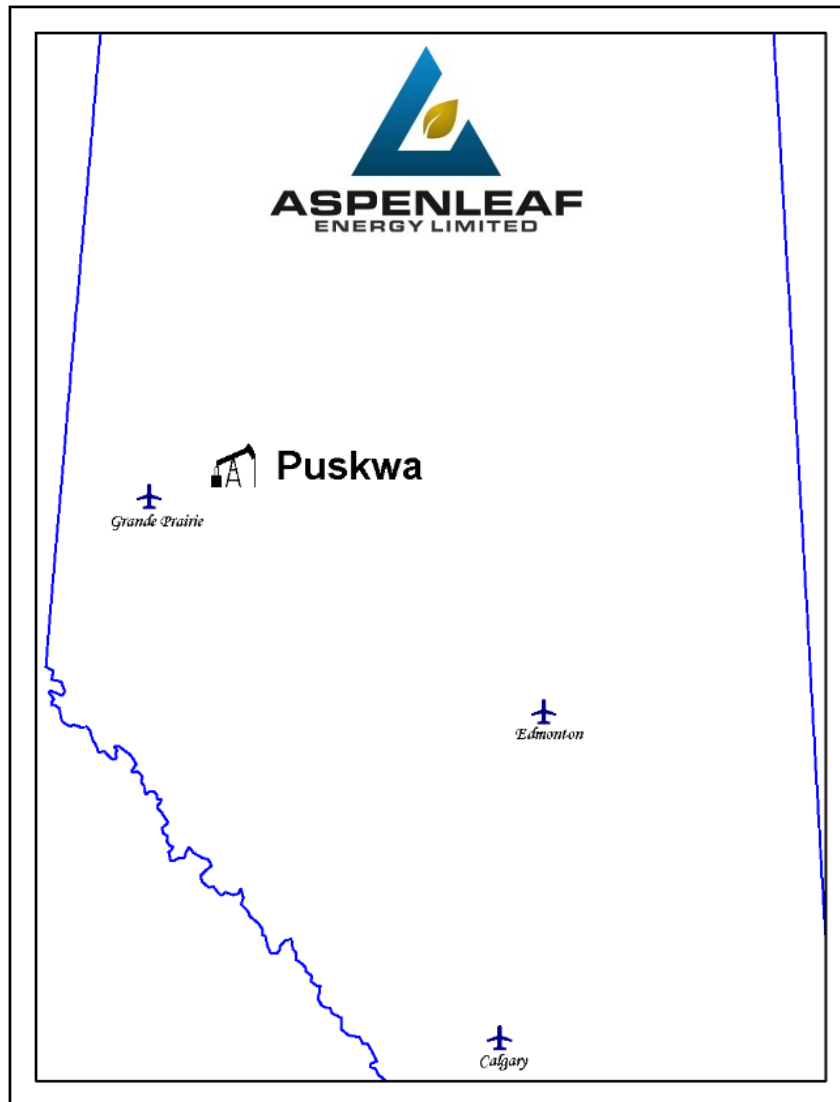 ASPENLEAF
ENERGY LIMITED
Puskwa
Grande Prairie
Edmonton
Calgary